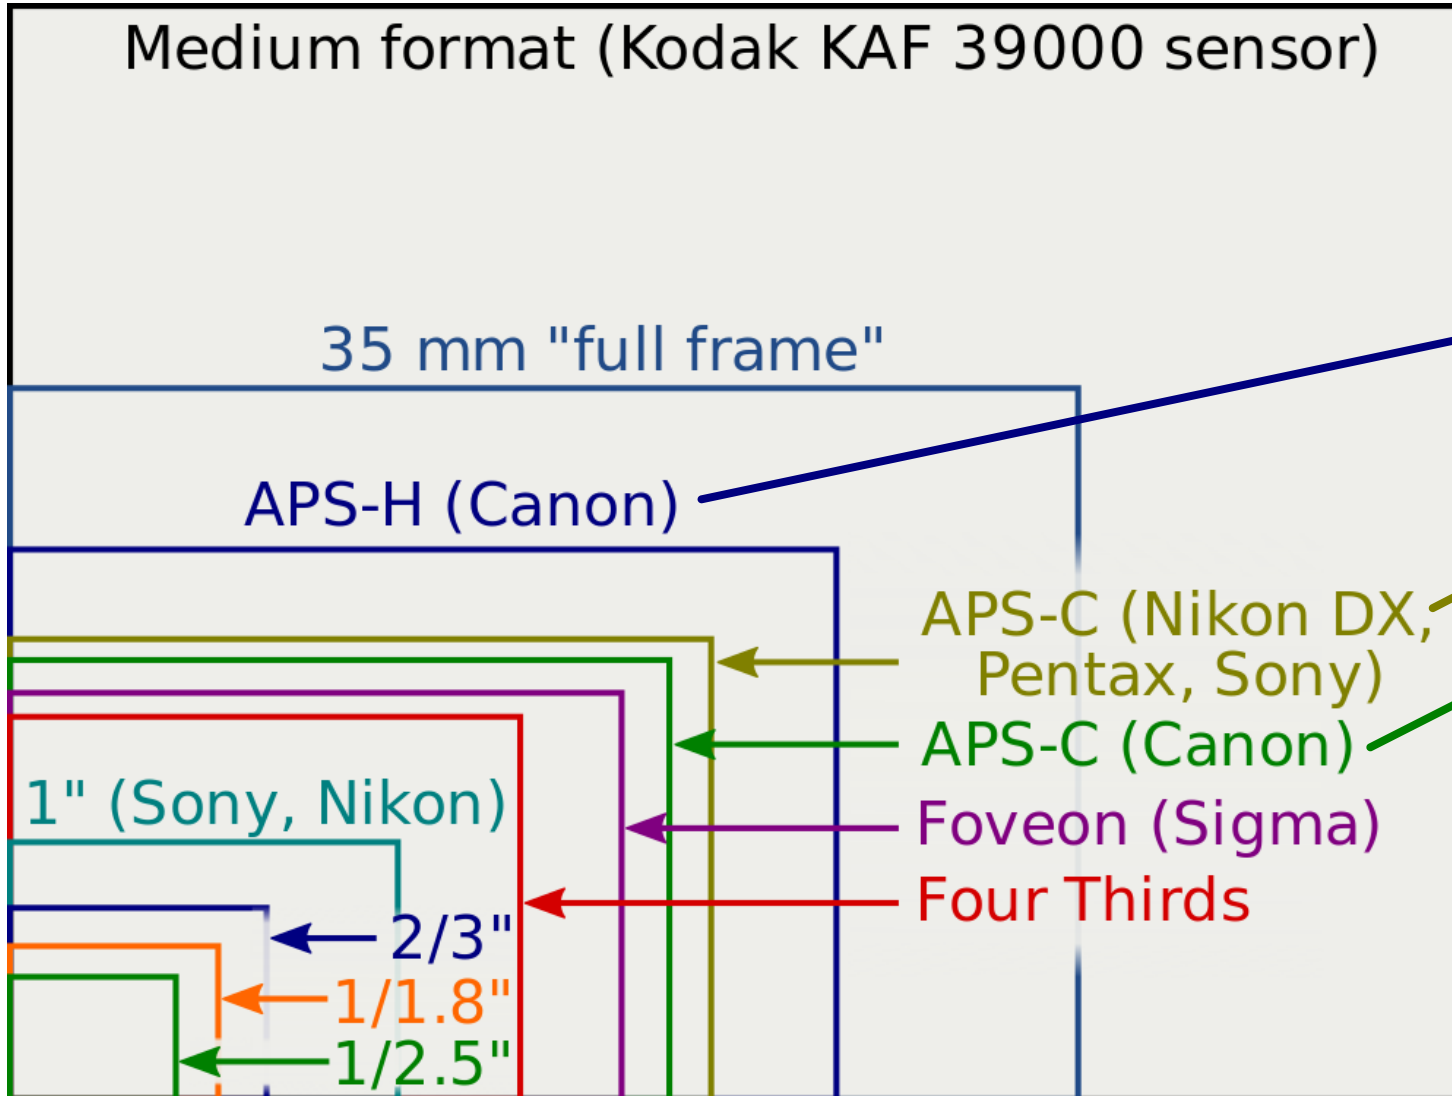 Medium format (Kodak KAF 39000 sensor)
35 mm "full frame"
APS-H (Canon)
APS-C (Nikon DX,
Pentax, Sony)
APS-C (Canon)
1" (Sony, Nikon)
Foveon (Sigma)
Four Thirds
2/3"
1/1.8"
1/2.5"